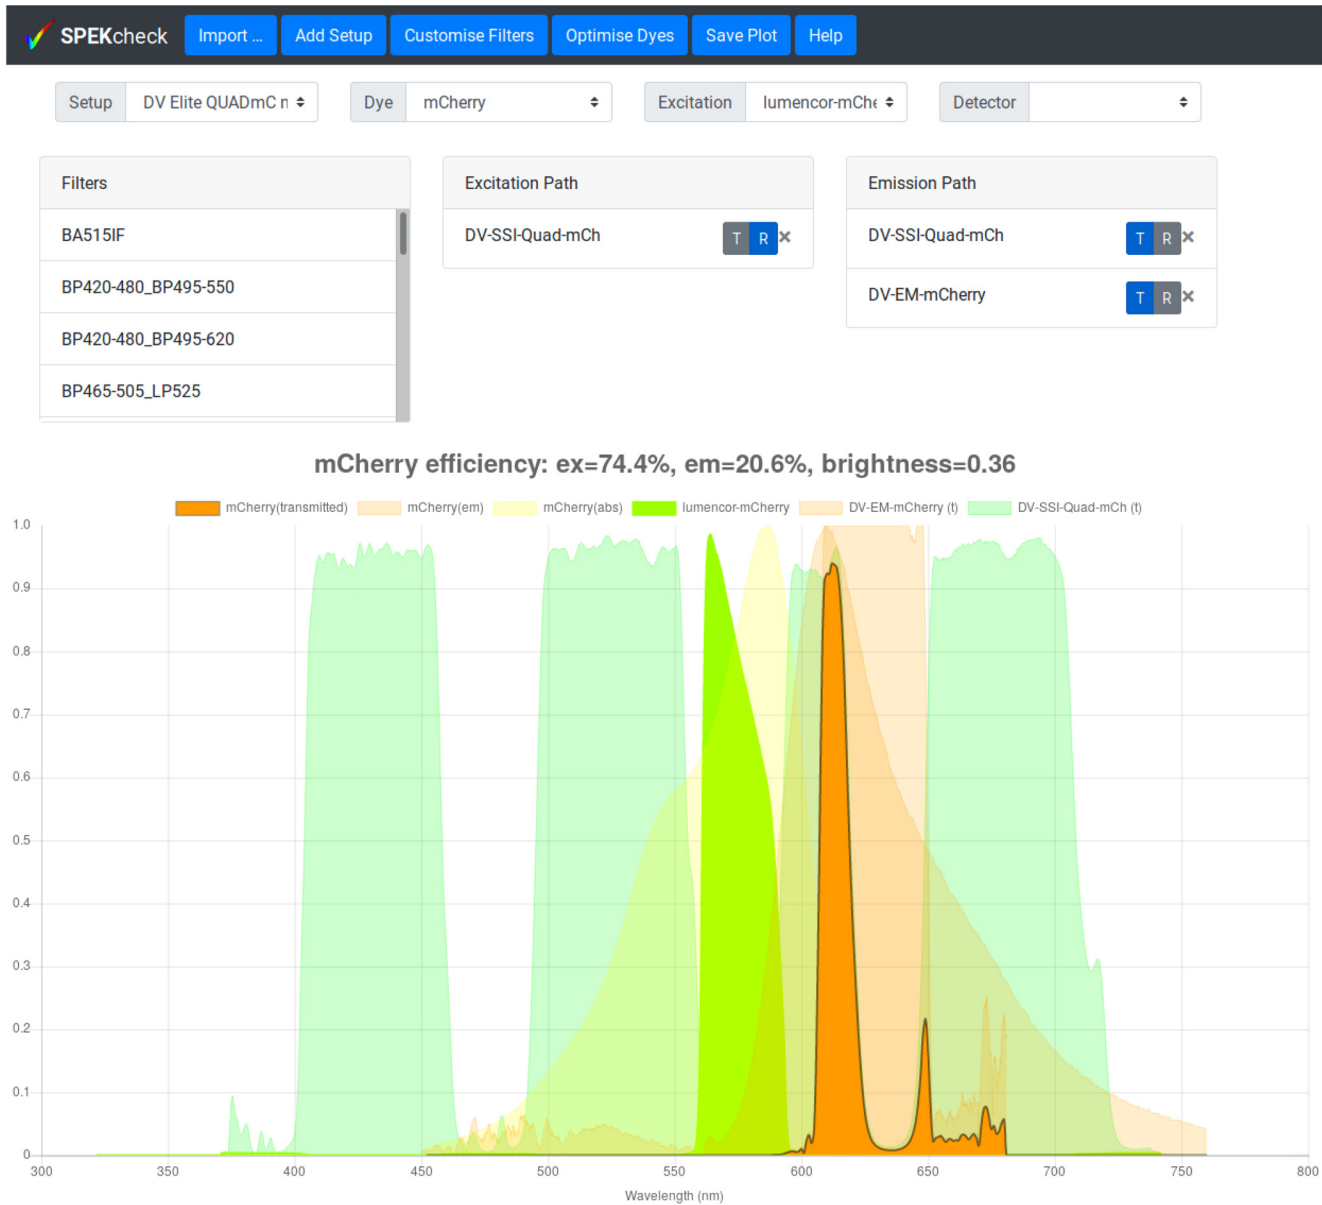 SPEKcheck Import ... Add Setup Customise Filters Optimise Dyes Save Plot Help
Setup DV Elite QUADmC n Dye mCherry Excitation lumencor-mChe Detector
Filters
BA515IF
BP420-480_BP495-550
BP420-480_BP495-620
BP465-505_LP525
Excitation Path
DV-SSI-Quad-mCh T R ×
Emission Path
DV-SSI-Quad-mCh T R ×
DV-EM-mCherry T R ×
mCherry efficiency: ex=74.4%, em=20.6%, brightness=0.36
mCherry(transmitted) mCherry(em) mCherry(abs) lumencor-mCherry DV-EM-mCherry (t) DV-SSI-Quad-mCh (t)
1.0
0.9
0.8
0.7
0.6
0.5
0.4
0.3
0.2
0.1
0
300 350 400 450 500 550 600 650 700 750 800
Wavelength (nm)